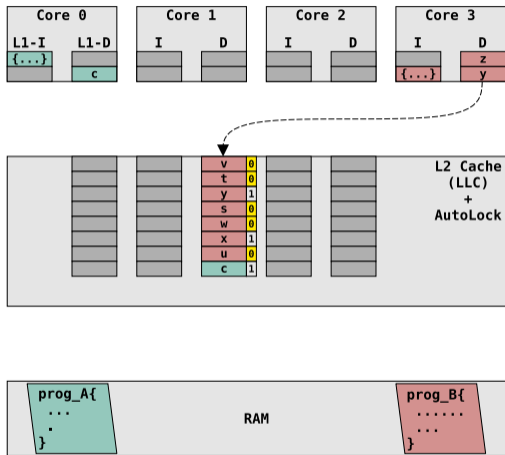 Core 0 Core 1 Core 2 Core 3
L1-I L1-D I D I D I D
{...} z
c {...} y
v 0
t 0
y 1
s 0
w 0
x 1
u 0
c 1
L2 Cache
(LLC)
+
AutoLock
prog_A{
...
.
}
RAM
prog_B{
......
...
}